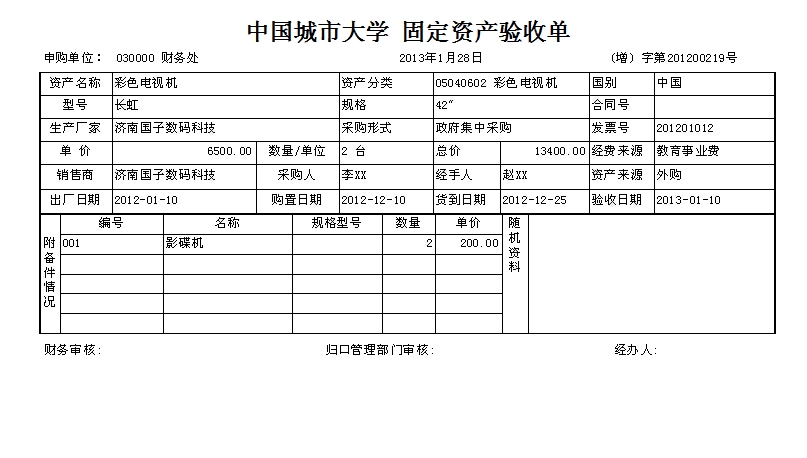 中国城市大学 固定资产验收单
申购单位： 030000 财务处 2013年1月28日 (增) 字第201200219号
资产名称 彩色电视机 资产分类 05040602 彩色电视机 国别 中国
型号 长虹 规格 42″ 合同号
生产厂家 济南国子数码科技 采购形式 政府集中采购 发票号 201201012
单 价 6500.00 数量/单位 2 台 总价 13400.00 经费来源 教育事业费
销售商 济南国子数码科技 采购人 李XX 经手人 赵XX 资产来源 外购
出厂日期 2012-01-10 购置日期 2012-12-10 货到日期 2012-12-25 验收日期 2013-01-10
附备件情况 编号 名称 规格型号 数量 单价 随机资料
001 影碟机 2 200.00
财务审核: 归口管理部门审核: 经办人: